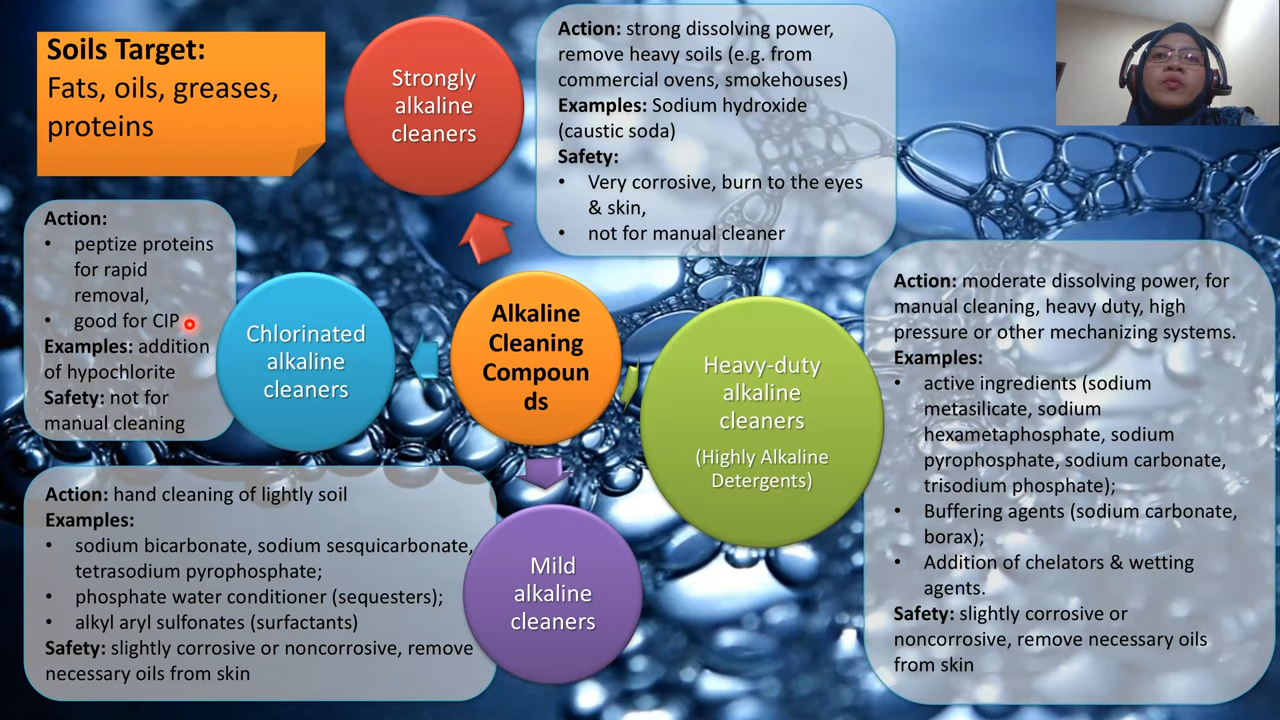 Soils Target:
Fats, oils, greases,
proteins
Strongly
alkaline
cleaners
Action: strong dissolving power,
remove heavy soils (e.g. from
commercial ovens, smokehouses)
Examples: Sodium hydroxide
(caustic soda)
Safety:
• Very corrosive, burn to the eyes
& skin,
• not for manual cleaner
Action:
• peptize proteins
for rapid
removal,
• good for CIP
Examples: addition
of hypochlorite
Safety: not for
manual cleaning
Chlorinated
alkaline
cleaners
Alkaline
Cleaning
Compoun
ds
Heavy-duty
alkaline
cleaners
(Highly Alkaline
Detergents)
Action: moderate dissolving power, for
manual cleaning, heavy duty, high
pressure or other mechanizing systems.
Examples:
• active ingredients (sodium
metasilicate, sodium
hexametaphosphate, sodium
pyrophosphate, sodium carbonate,
trisodium phosphate);
• Buffering agents (sodium carbonate,
borax);
• Addition of chelators & wetting
agents.
Safety: slightly corrosive or
noncorrosive, remove necessary oils
from skin
Action: hand cleaning of lightly soil
Examples:
• sodium bicarbonate, sodium sesquicarbonate,
tetrasodium pyrophosphate;
• phosphate water conditioner (sequesters);
• alkyl aryl sulfonates (surfactants)
Safety: slightly corrosive or noncorrosive, remove
necessary oils from skin
Mild
alkaline
cleaners